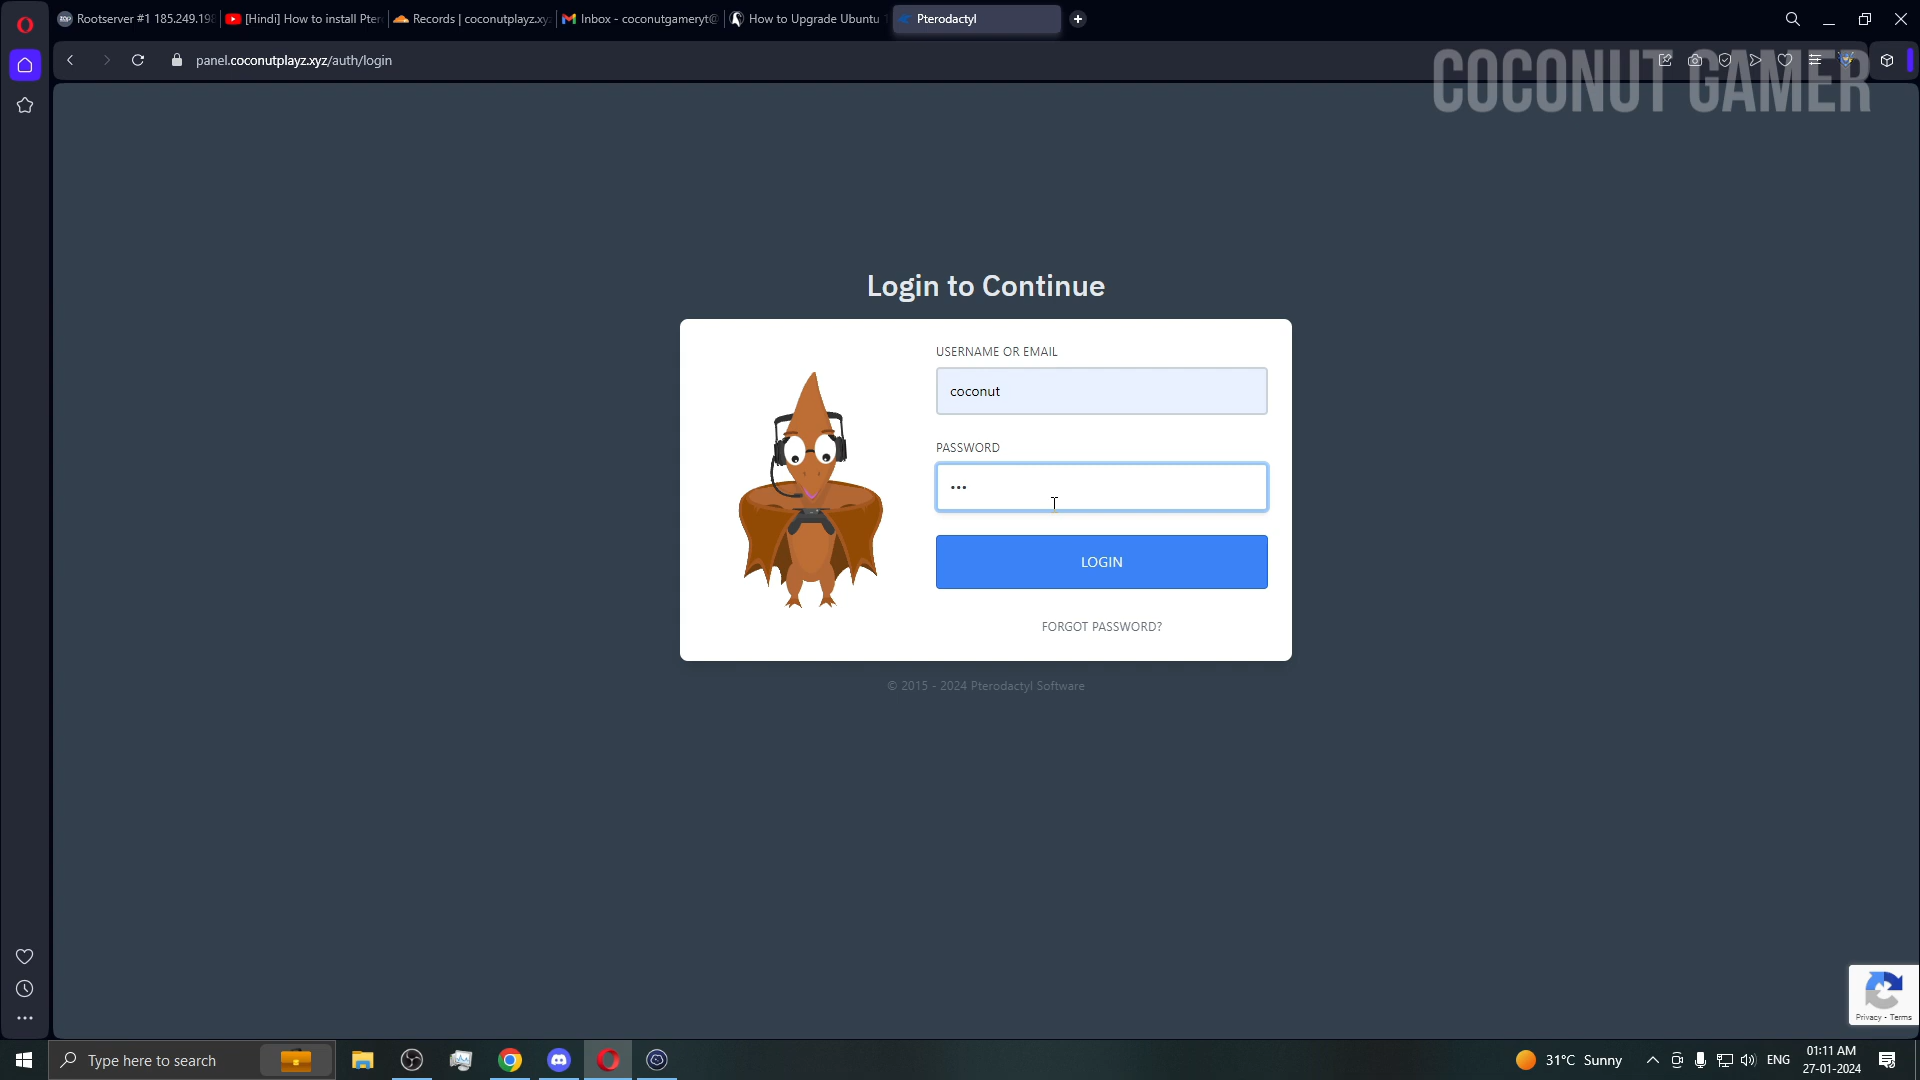 Rootserver #1 185.249.198
[Hindi] How to install Pter
Records | coconutplayz.xyz
Inbox - coconutgameryt@
How to Upgrade Ubuntu
Pterodactyl
panel.coconutplayz.xyz/auth/login
COCONUT GAMER
Login to Continue
USERNAME OR EMAIL
coconut
PASSWORD
•••
LOGIN
FORGOT PASSWORD?
© 2015 - 2024 Pterodactyl Software
Privacy - Terms
Type here to search
31°C Sunny
ENG
01:11 AM
27-01-2024